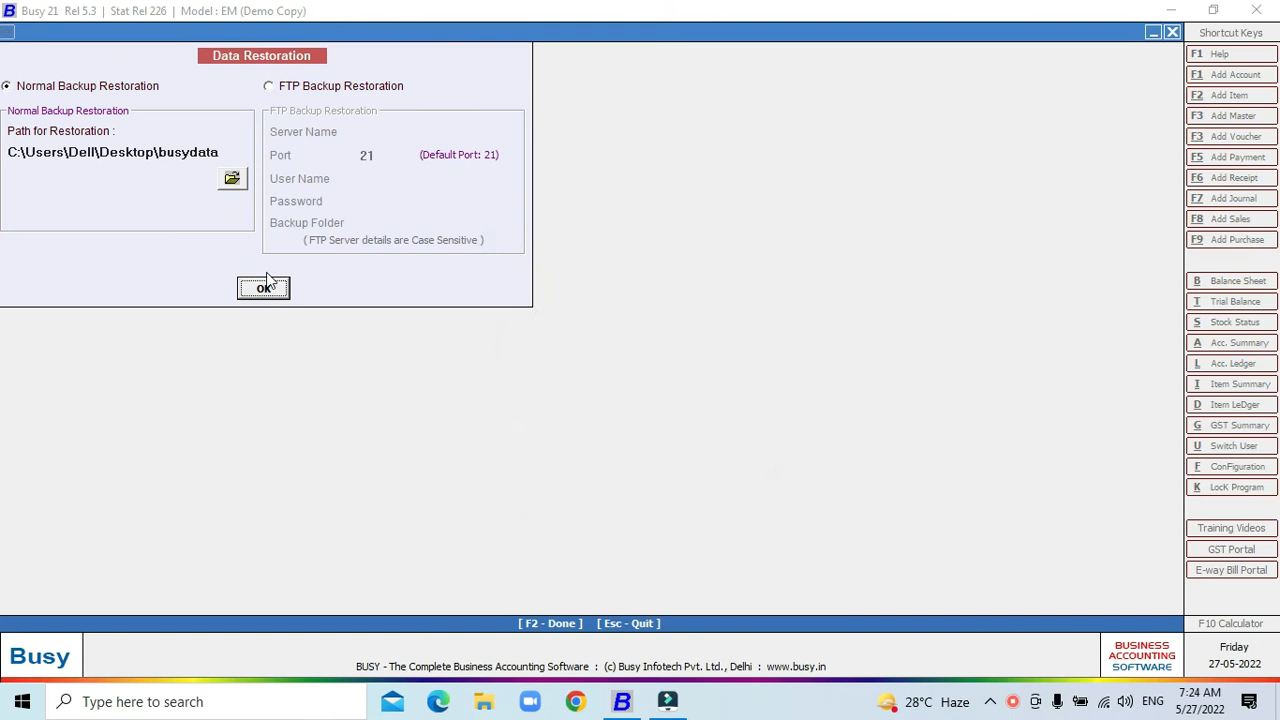 Busy 21 Rel 5.3 | Stat Rel 226 | Model : EM (Demo Copy)
Shortcut Keys
Data Restoration
Normal Backup Restoration
FTP Backup Restoration
Normal Backup Restoration
Path for Restoration :
C:\Users\Dell\Desktop\busydata
FTP Backup Restoration
Server Name
Port 21 (Default Port: 21)
User Name
Password
Backup Folder
( FTP Server details are Case Sensitive )
OK
F1 Help
F1 Add Account
F2 Add Item
F3 Add Master
F3 Add Voucher
F5 Add Payment
F6 Add Receipt
F7 Add Journal
F8 Add Sales
F9 Add Purchase
B Balance Sheet
T Trial Balance
S Stock Status
A Acc. Summary
L Acc. Ledger
I Item Summary
D Item LeDger
G GST Summary
U Switch User
F ConFiguration
K LocK Program
Training Videos
GST Portal
E-way Bill Portal
[ F2 - Done ] [ Esc - Quit ]
F10 Calculator
Busy
BUSY - The Complete Business Accounting Software : (c) Busy Infotech Pvt. Ltd., Delhi : www.busy.in
BUSINESS
ACCOUNTING
SOFTWARE
Friday
27-05-2022
Type here to search
28°C Haze
ENG
7:24 AM
5/27/2022